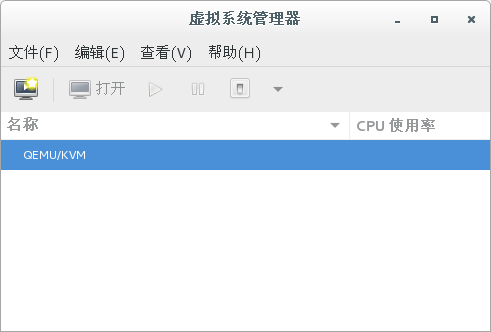 虚拟系统管理器
文件(F) 编辑(E) 查看(V) 帮助(H)
打开
名称 CPU 使用率
QEMU/KVM